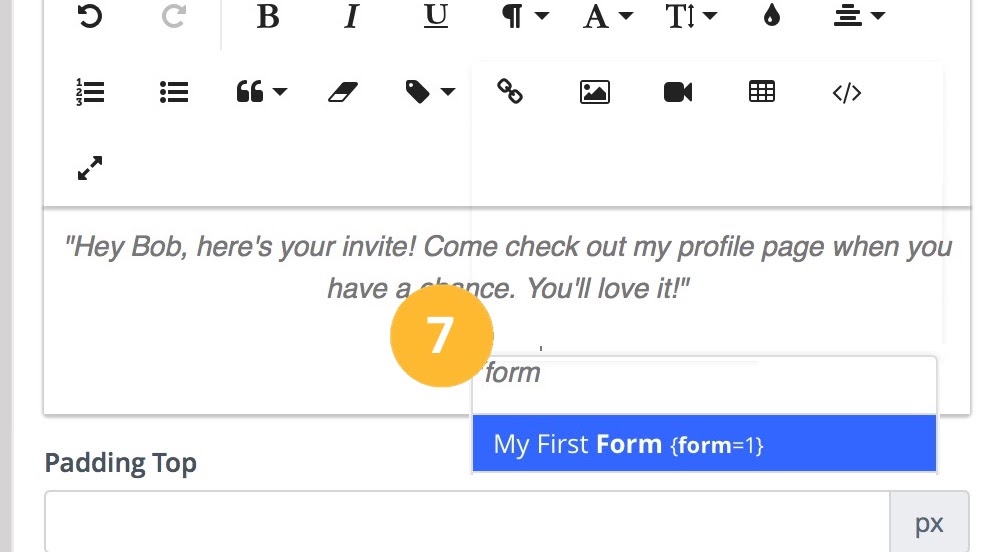 B I U ¶ A T
"Hey Bob, here's your invite! Come check out my profile page when you
have a chance. You'll love it!"
7
form
My First Form {form=1}
Padding Top
px